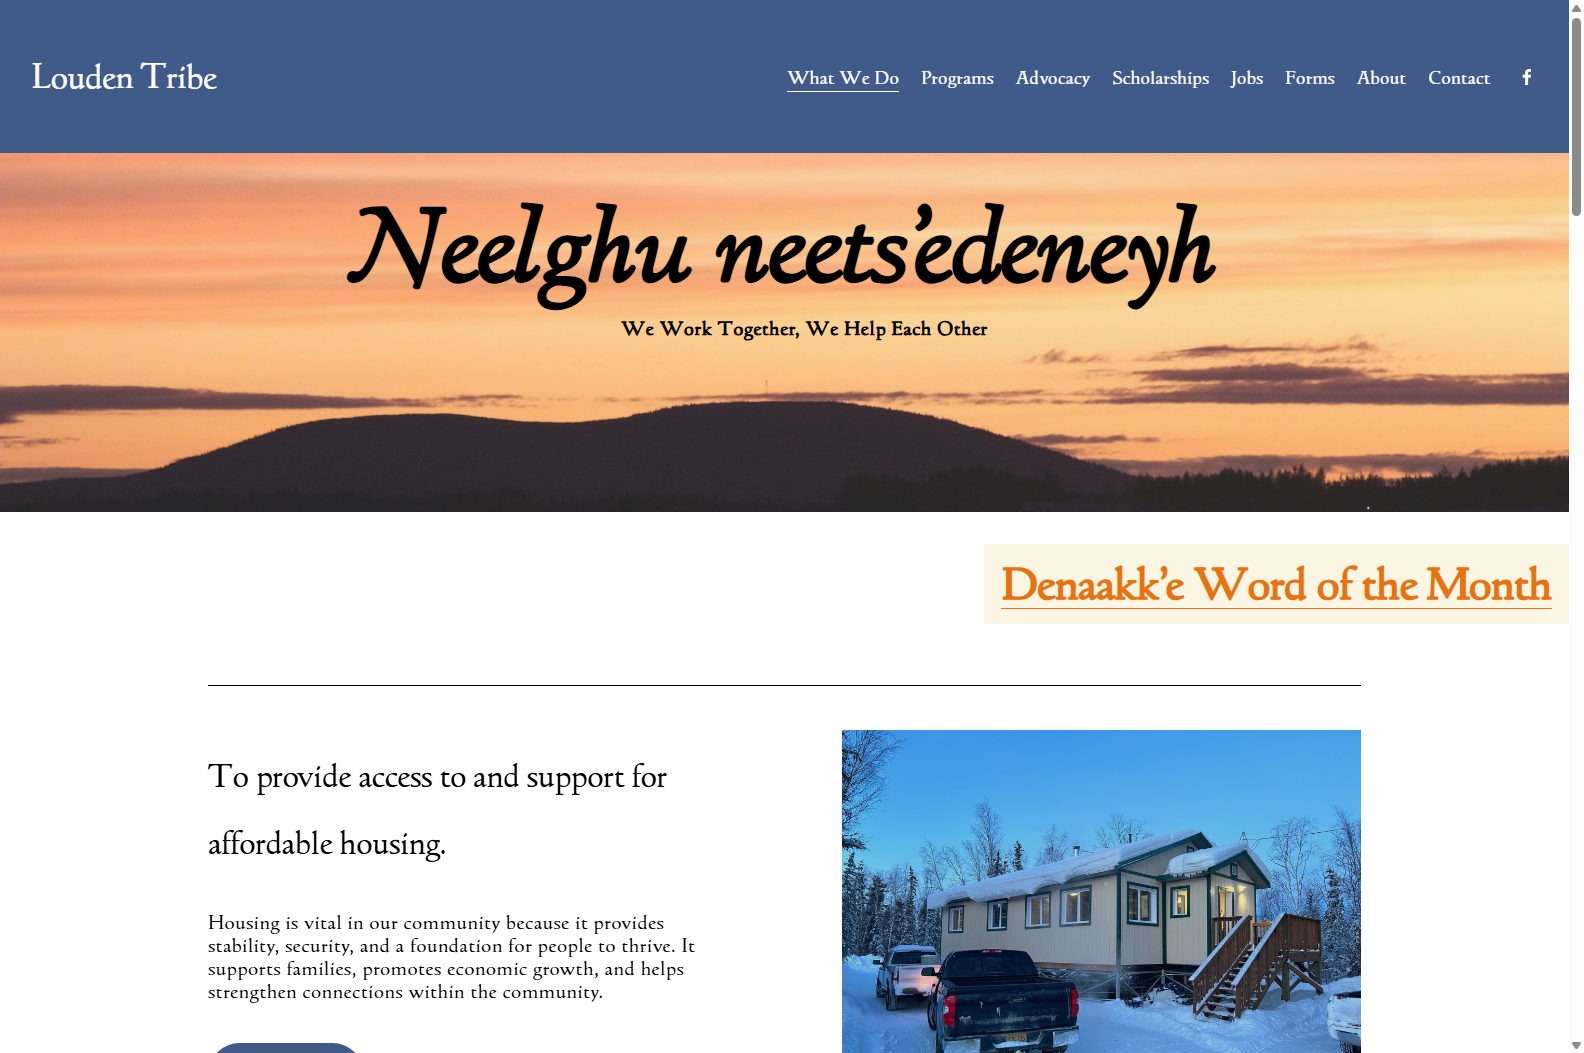 Louden Tribe
What We Do Programs Advocacy Scholarships Jobs Forms About Contact
Neelghu neets’edeneyh
We Work Together, We Help Each Other
Denaakk’e Word of the Month
To provide access to and support for
affordable housing.
Housing is vital in our community because it provides
stability, security, and a foundation for people to thrive. It
supports families, promotes economic growth, and helps
strengthen connections within the community.